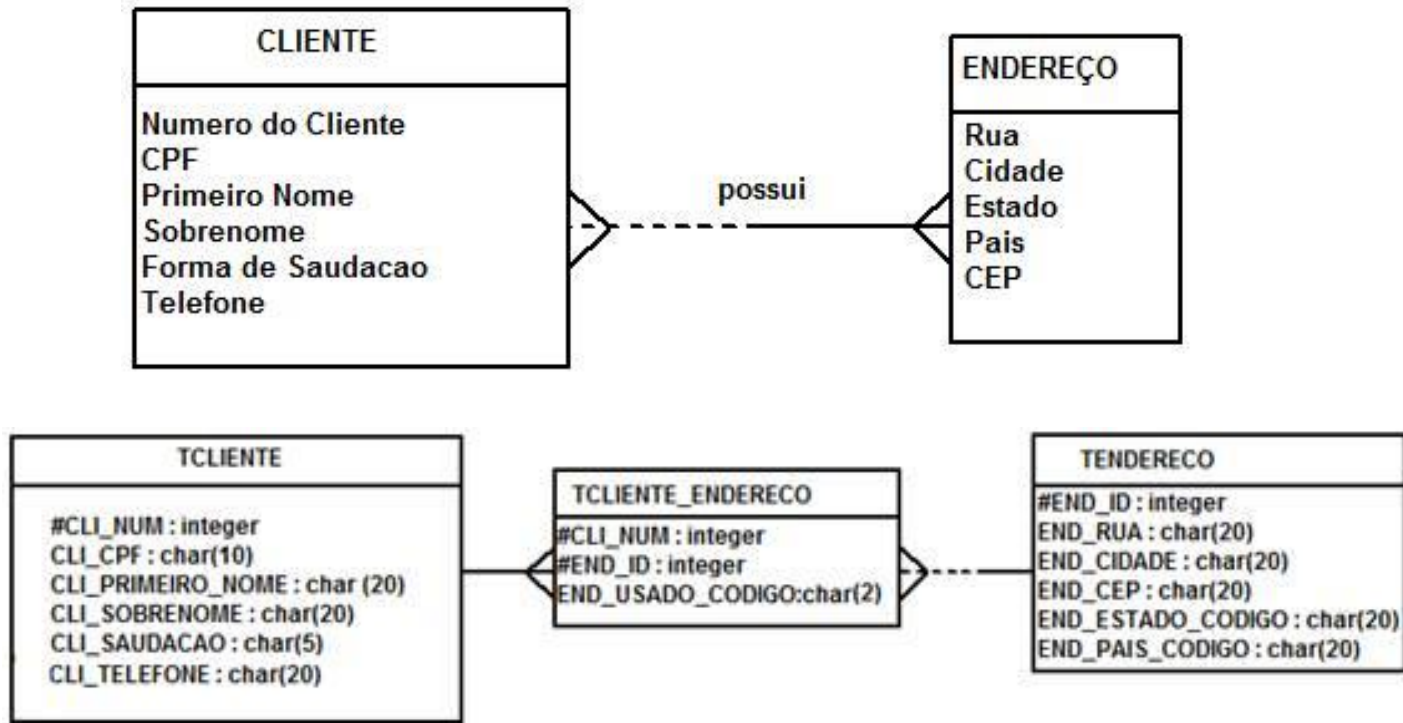 CLIENTE
Numero do Cliente
CPF
Primeiro Nome
Sobrenome
Forma de Saudacao
Telefone
possui
ENDEREÇO
Rua
Cidade
Estado
Pais
CEP
TCLIENTE
#CLI_NUM : integer
CLI_CPF : char(10)
CLI_PRIMEIRO_NOME : char (20)
CLI_SOBRENOME : char(20)
CLI_SAUDACAO : char(5)
CLI_TELEFONE : char(20)
TCLIENTE_ENDERECO
#CLI_NUM : integer
#END_ID : integer
END_USADO_CODIGO:char(2)
TENDERECO
#END_ID : integer
END_RUA : char(20)
END_CIDADE : char(20)
END_CEP : char(20)
END_ESTADO_CODIGO : char(20)
END_PAIS_CODIGO : char(20)